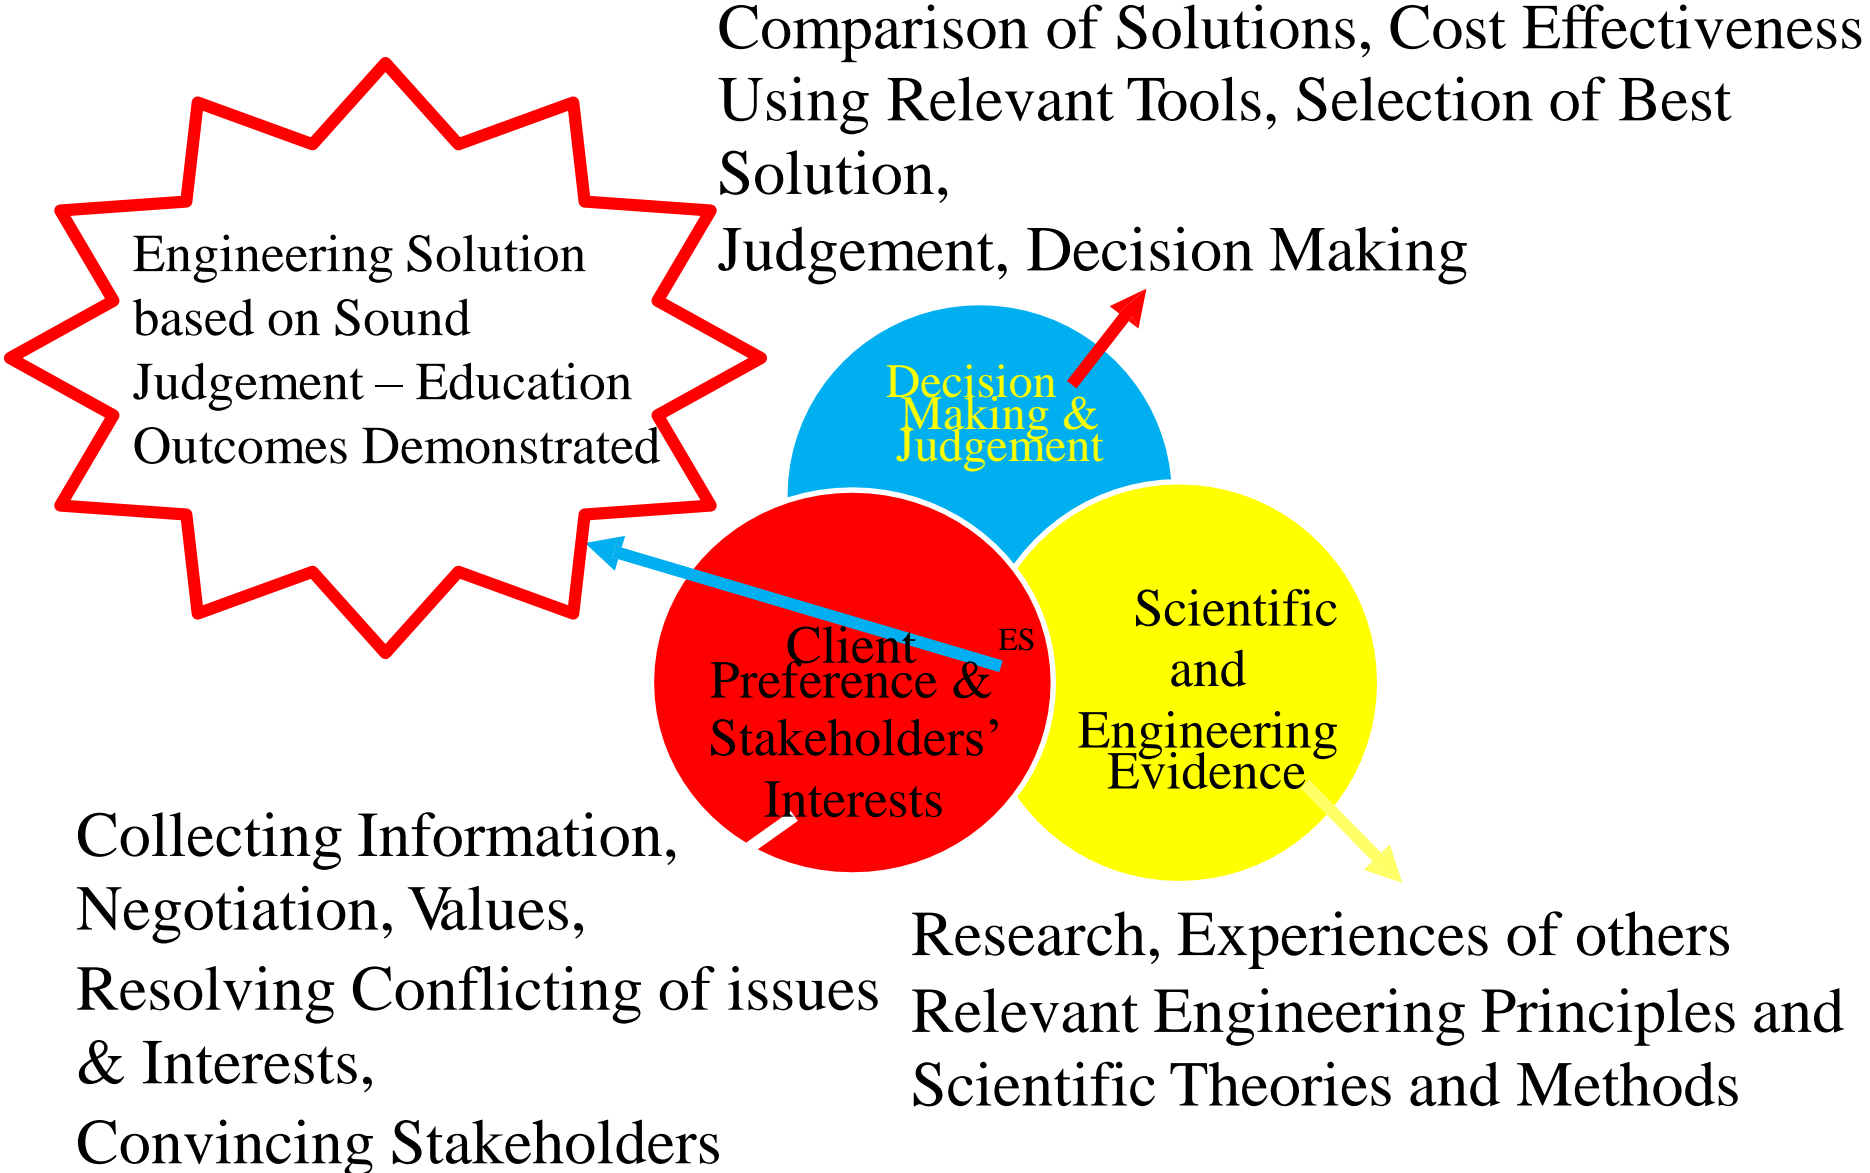 Comparison of Solutions, Cost Effectiveness
Using Relevant Tools, Selection of Best
Solution,
Judgement, Decision Making
Engineering Solution
based on Sound
Judgement – Education
Outcomes Demonstrated
Decision
Making &
Judgement
Client
Preference &
Stakeholders’
Interests
ES
Scientific
and
Engineering
Evidence
Collecting Information,
Negotiation, Values,
Resolving Conflicting of issues
& Interests,
Convincing Stakeholders
Research, Experiences of others
Relevant Engineering Principles and
Scientific Theories and Methods